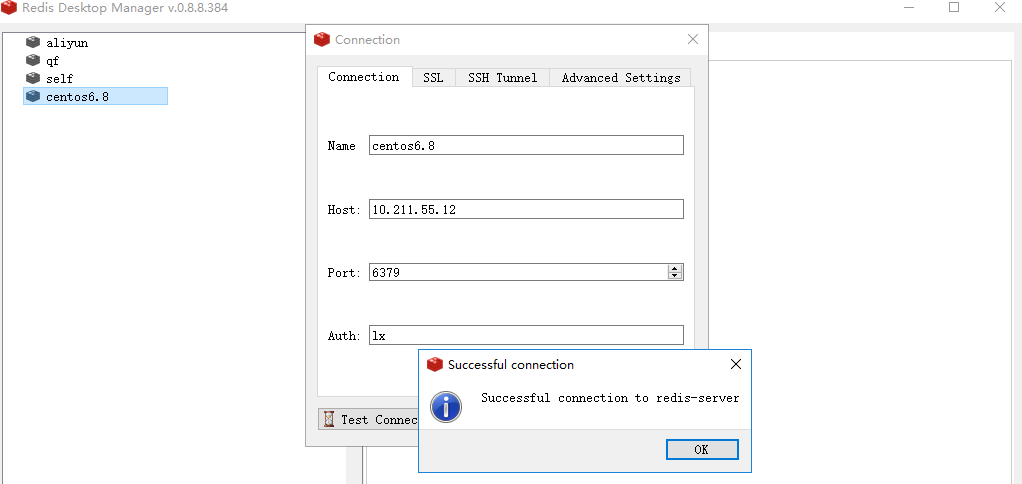 Redis Desktop Manager v.0.8.8.384
aliyun
qf
self
centos6.8
Connection
Connection SSL SSH Tunnel Advanced Settings
Name centos6.8
Host: 10.211.55.12
Port: 6379
Auth: lx
Test Connec
Successful connection
Successful connection to redis-server
OK